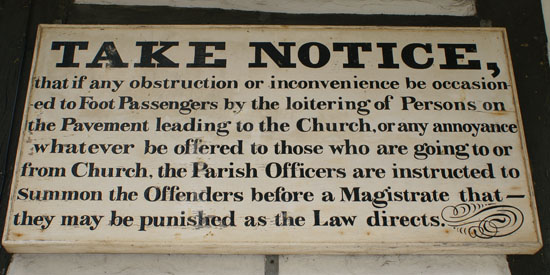 TAKE NOTICE,
that if any obstruction or inconvenience be occasion-
ed to Foot Passengers by the loitering of Persons on
the Pavement leading to the Church, or any annoyance
whatever be offered to those who are going to or
from Church, the Parish Officers are instructed to
Summon the Offenders before a Magistrate that—
they may be punished as the Law directs.